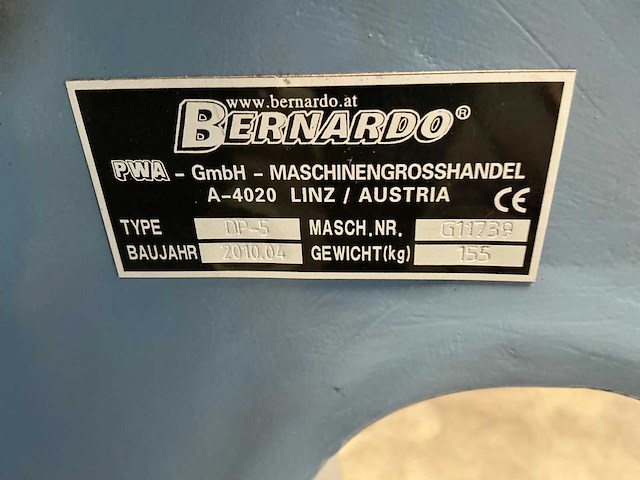 www.bernardo.at
BERNARDO®
PWA - GmbH - MASCHINENGROSSHANDEL
A-4020 LINZ / AUSTRIA CE
TYPE DP-5 MASCH.NR. G11739
BAUJAHR 2010.04 GEWICHT(kg) 155